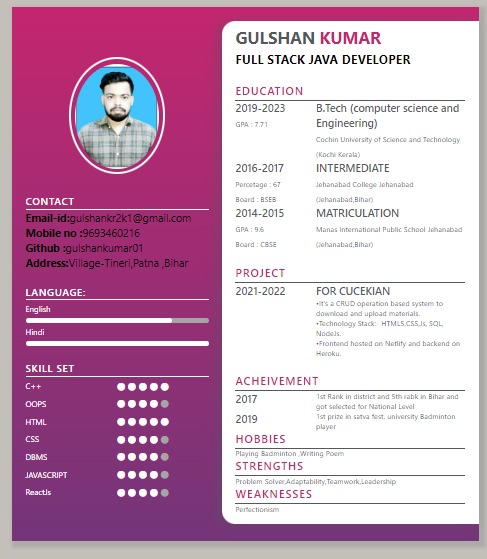 GULSHAN KUMAR
FULL STACK JAVA DEVELOPER
CONTACT
Email-id:gulshankr2k1@gmail.com
Mobile no :9693460216
Github :gulshankumar01
Address:Village-Tineri,Patna ,Bihar
LANGUAGE:
English
Hindi
SKILL SET
C++
OOPS
HTML
CSS
DBMS
JAVASCRIPT
ReactJs
EDUCATION
2019-2023 B.Tech (computer science and
Engineering)
GPA : 7.71
Cochin University of Science and Technology
(Kochi Kerala)
2016-2017 INTERMEDIATE
Percetage : 67 Jehanabad College Jehanabad
Board : BSEB (Jehanabad,Bihar)
2014-2015 MATRICULATION
GPA : 9.6 Manas International Public School Jehanabad
Board : CBSE (Jehanabad,Bihar)
PROJECT
2021-2022 FOR CUCEKIAN
•It's a CRUD operation based system to
download and upload materials.
•Technology Stack: HTML5,CSS,Js, SQL,
NodeJs.
•Frontend hosted on Netlify and backend on
Heroku.
ACHEIVEMENT
2017 1st Rank in district and 5th rabk in Bihar and
got selected for National Level
2019 1st prize in satva fest, university Badminton
player
HOBBIES
Playing Badminton ,Writing Poem
STRENGTHS
Problem Solver,Adaptability,Teamwork,Leadership
WEAKNESSES
Perfectionism